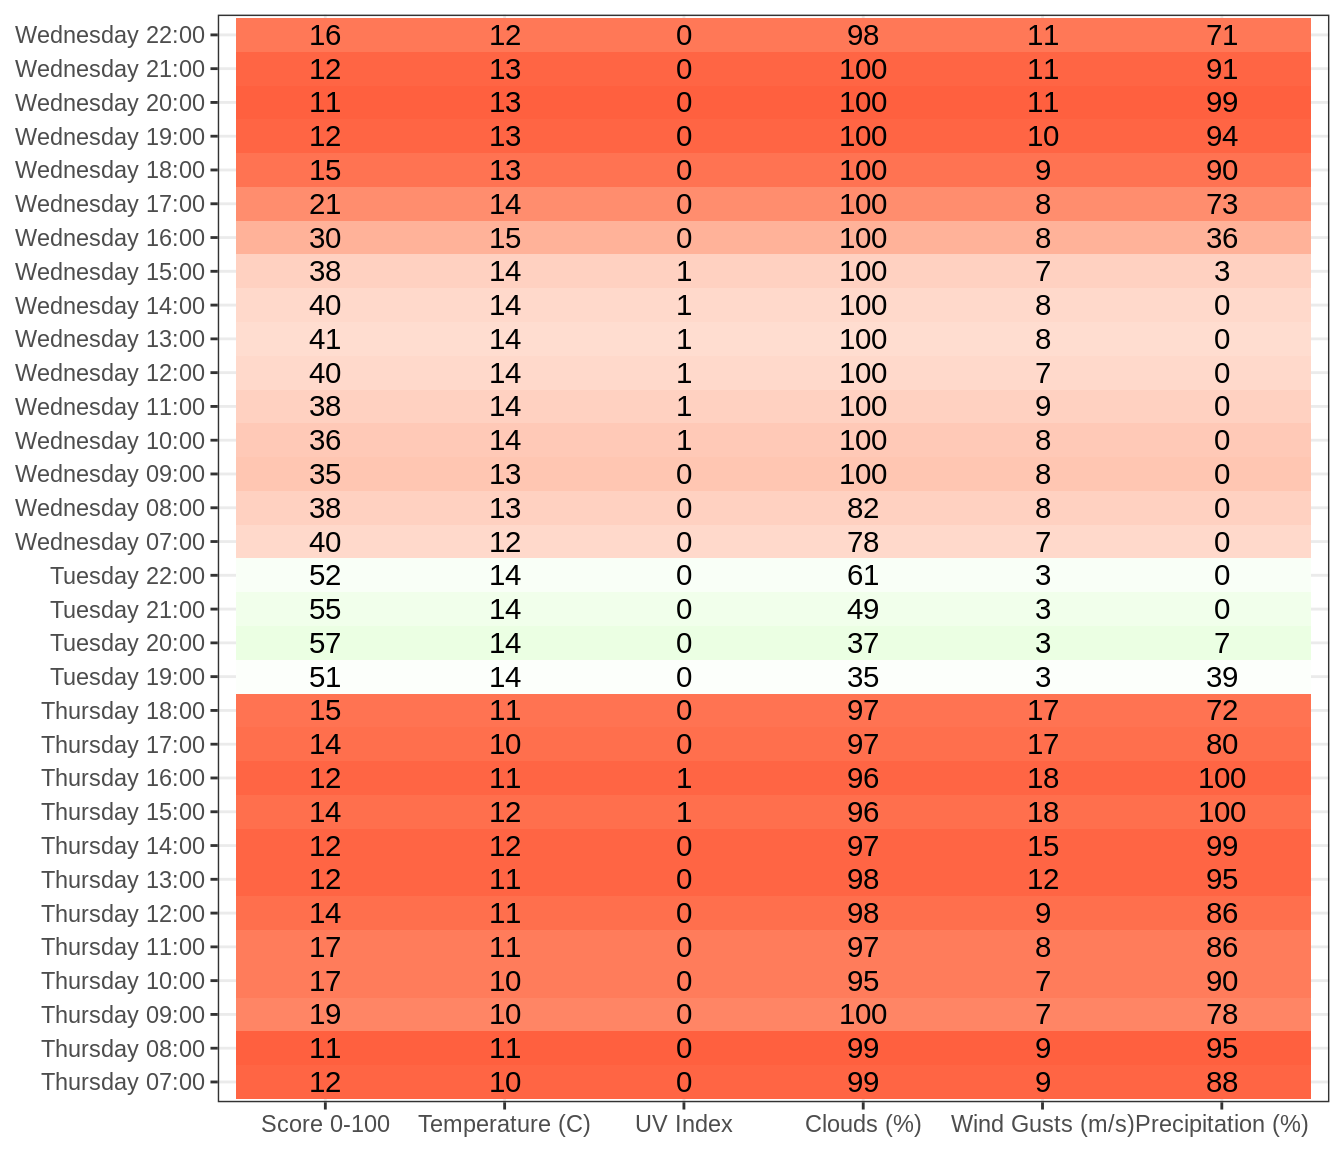 Wednesday 22:00 16 12 0 98 11 71
Wednesday 21:00 12 13 0 100 11 91
Wednesday 20:00 11 13 0 100 11 99
Wednesday 19:00 12 13 0 100 10 94
Wednesday 18:00 15 13 0 100 9 90
Wednesday 17:00 21 14 0 100 8 73
Wednesday 16:00 30 15 0 100 8 36
Wednesday 15:00 38 14 1 100 7 3
Wednesday 14:00 40 14 1 100 8 0
Wednesday 13:00 41 14 1 100 8 0
Wednesday 12:00 40 14 1 100 7 0
Wednesday 11:00 38 14 1 100 9 0
Wednesday 10:00 36 14 1 100 8 0
Wednesday 09:00 35 13 0 100 8 0
Wednesday 08:00 38 13 0 82 8 0
Wednesday 07:00 40 12 0 78 7 0
Tuesday 22:00 52 14 0 61 3 0
Tuesday 21:00 55 14 0 49 3 0
Tuesday 20:00 57 14 0 37 3 7
Tuesday 19:00 51 14 0 35 3 39
Thursday 18:00 15 11 0 97 17 72
Thursday 17:00 14 10 0 97 17 80
Thursday 16:00 12 11 1 96 18 100
Thursday 15:00 14 12 1 96 18 100
Thursday 14:00 12 12 0 97 15 99
Thursday 13:00 12 11 0 98 12 95
Thursday 12:00 14 11 0 98 9 86
Thursday 11:00 17 11 0 97 8 86
Thursday 10:00 17 10 0 95 7 90
Thursday 09:00 19 10 0 100 7 78
Thursday 08:00 11 11 0 99 9 95
Thursday 07:00 12 10 0 99 9 88
Score 0-100 Temperature (C) UV Index Clouds (%) Wind Gusts (m/s) Precipitation (%)